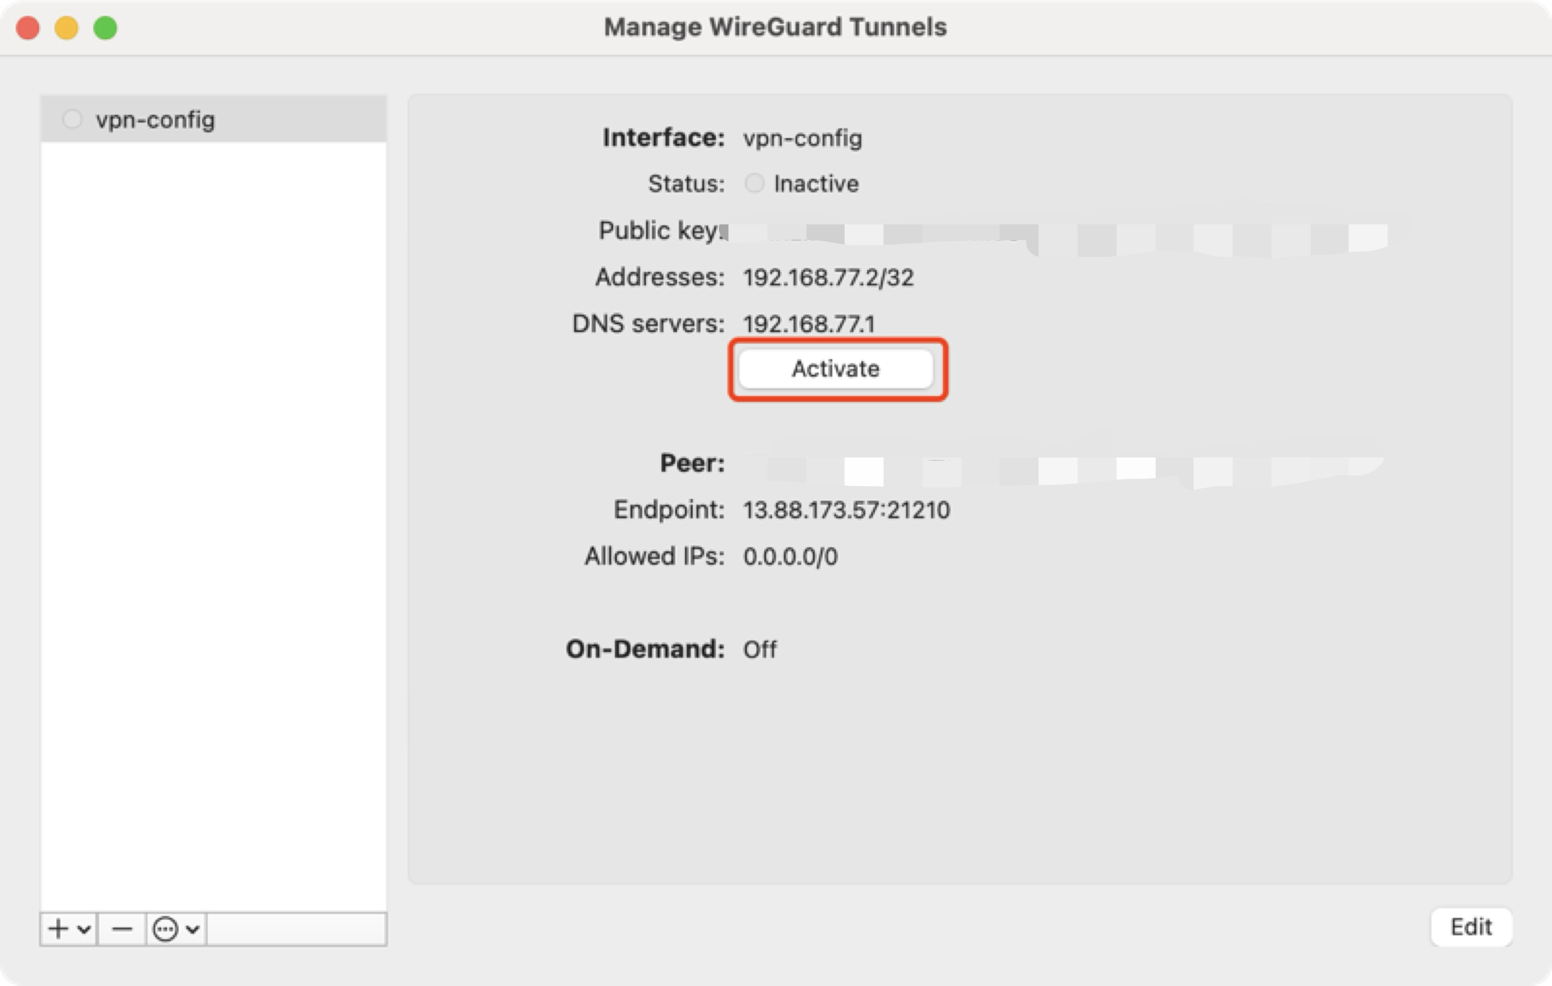 Manage WireGuard Tunnels
vpn-config
Interface: vpn-config
Status: Inactive
Public key:
Addresses: 192.168.77.2/32
DNS servers: 192.168.77.1
Activate
Peer:
Endpoint: 13.88.173.57:21210
Allowed IPs: 0.0.0.0/0
On-Demand: Off
Edit